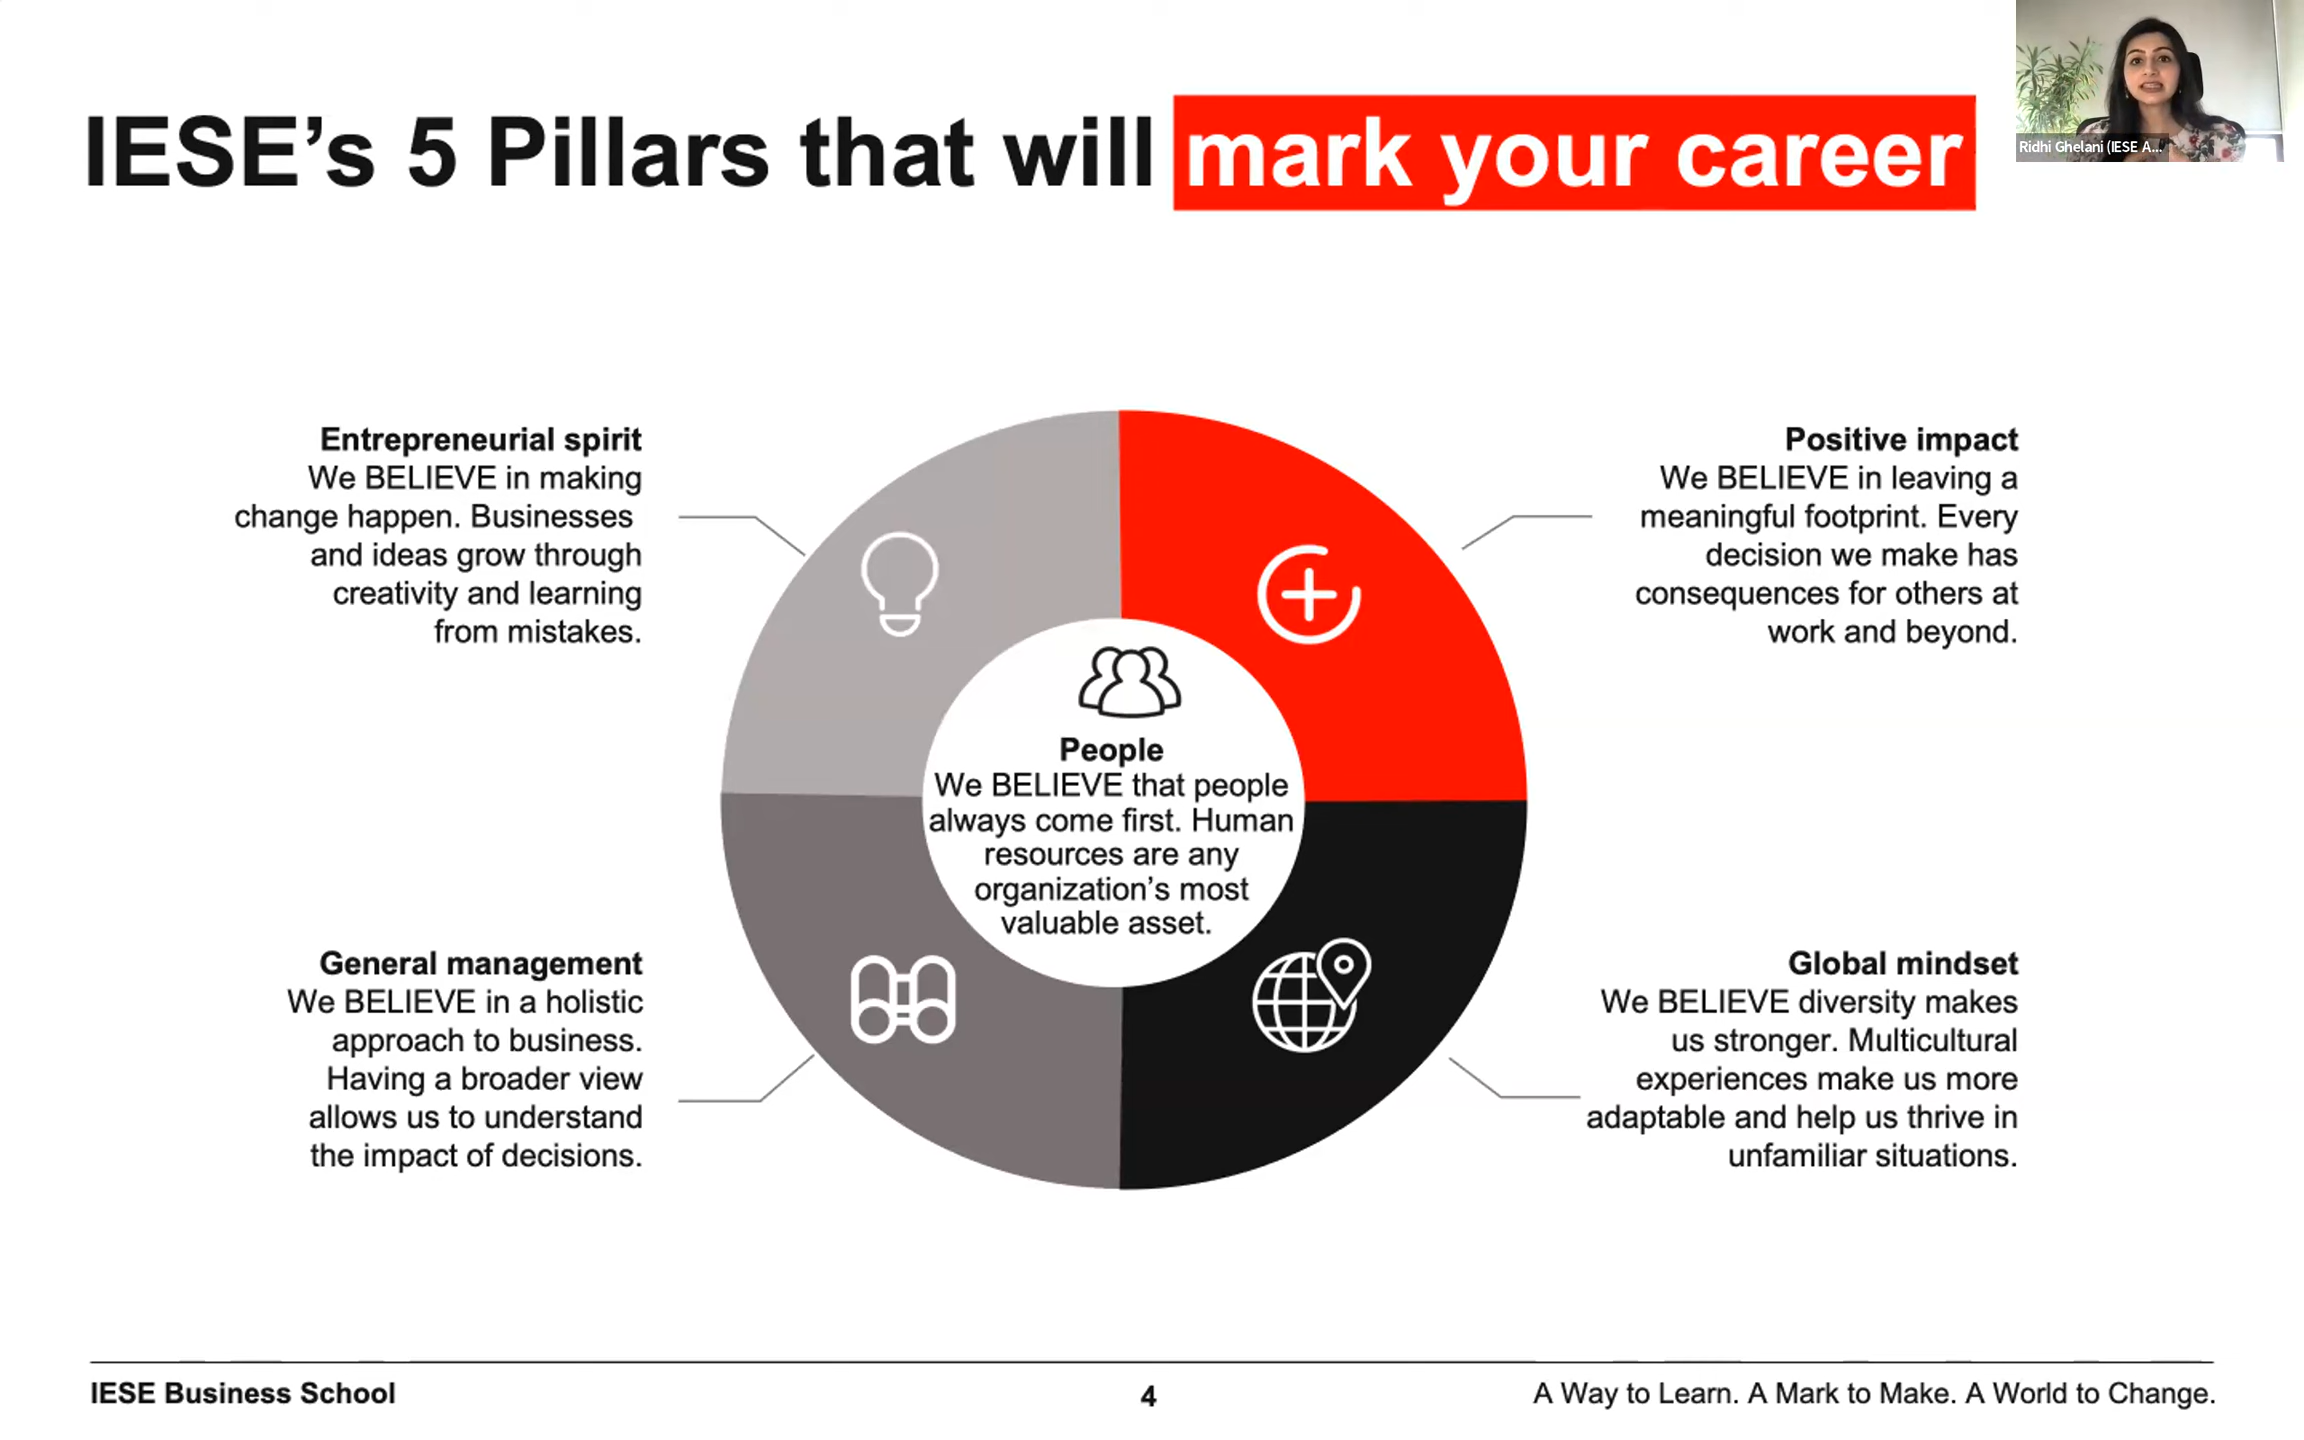 IESE’s 5 Pillars that will mark your career
Ridhi Ghelani (IESE A...
Entrepreneurial spirit
We BELIEVE in making
change happen. Businesses
and ideas grow through
creativity and learning
from mistakes.
Positive impact
We BELIEVE in leaving a
meaningful footprint. Every
decision we make has
consequences for others at
work and beyond.
People
We BELIEVE that people
always come first. Human
resources are any
organization’s most
valuable asset.
General management
We BELIEVE in a holistic
approach to business.
Having a broader view
allows us to understand
the impact of decisions.
Global mindset
We BELIEVE diversity makes
us stronger. Multicultural
experiences make us more
adaptable and help us thrive in
unfamiliar situations.
IESE Business School
4
A Way to Learn. A Mark to Make. A World to Change.